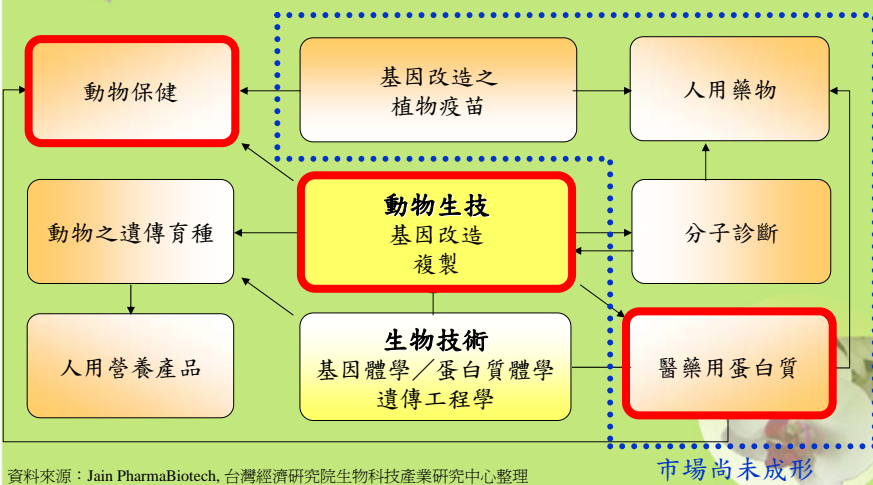 動物保健
基因改造之
植物疫苗
人用藥物
動物之遺傳育種
動物生技
基因改造
複製
分子診斷
人用營養產品
生物技術
基因體學／蛋白質體學
遺傳工程學
醫藥用蛋白質
資料來源：Jain PharmaBiotech, 台灣經濟研究院生物科技產業研究中心整理
市場尚未成形